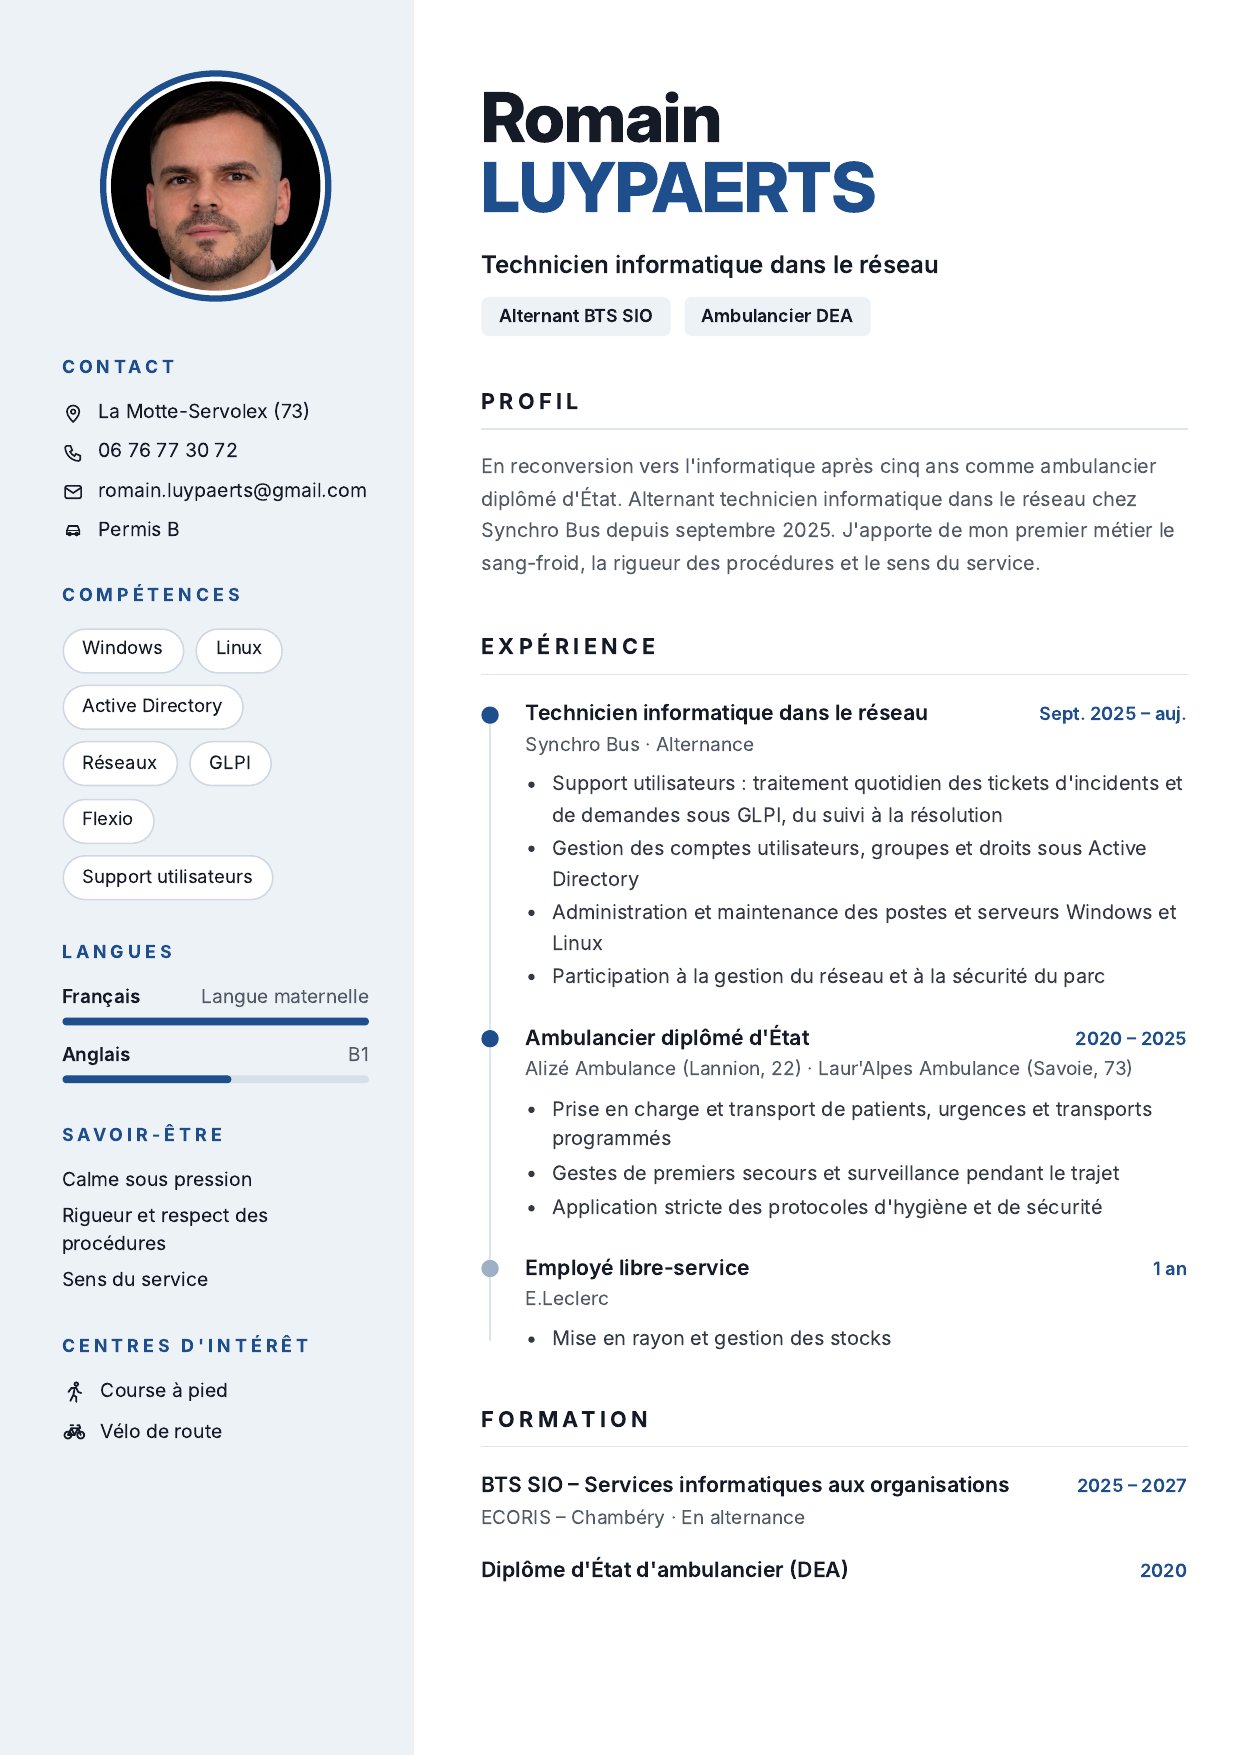 Romain
LUYPAERTS
Technicien informatique dans le réseau
Alternant BTS SIO
Ambulancier DEA
CONTACT
La Motte-Servolex (73)
06 76 77 30 72
romain.luypaerts@gmail.com
Permis B
COMPÉTENCES
Windows
Linux
Active Directory
Réseaux
GLPI
Flexio
Support utilisateurs
LANGUES
Français
Langue maternelle
Anglais
B1
SAVOIR-ÊTRE
Calme sous pression
Rigueur et respect des
procédures
Sens du service
CENTRES D'INTÉRÊT
Course à pied
Vélo de route
PROFIL
En reconversion vers l'informatique après cinq ans comme ambulancier
diplômé d'État. Alternant technicien informatique dans le réseau chez
Synchro Bus depuis septembre 2025. J'apporte de mon premier métier le
sang-froid, la rigueur des procédures et le sens du service.
EXPÉRIENCE
Technicien informatique dans le réseau
Sept. 2025 – auj.
Synchro Bus · Alternance
• Support utilisateurs : traitement quotidien des tickets d'incidents et
de demandes sous GLPI, du suivi à la résolution
• Gestion des comptes utilisateurs, groupes et droits sous Active
Directory
• Administration et maintenance des postes et serveurs Windows et
Linux
• Participation à la gestion du réseau et à la sécurité du parc
Ambulancier diplômé d'État
2020 – 2025
Alizé Ambulance (Lannion, 22) · Laur'Alpes Ambulance (Savoie, 73)
• Prise en charge et transport de patients, urgences et transports
programmés
• Gestes de premiers secours et surveillance pendant le trajet
• Application stricte des protocoles d'hygiène et de sécurité
Employé libre-service
1 an
E.Leclerc
• Mise en rayon et gestion des stocks
FORMATION
BTS SIO – Services informatiques aux organisations
2025 – 2027
ECORIS – Chambéry · En alternance
Diplôme d'État d'ambulancier (DEA)
2020